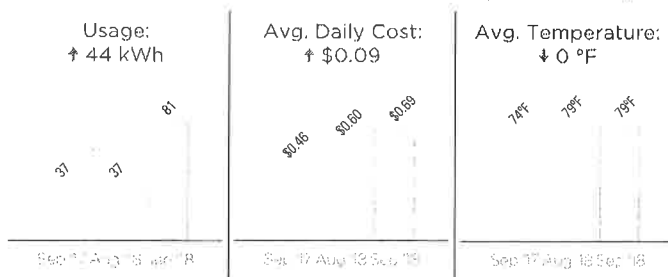 Usage:
↑ 44 kWh
37
37
81
Avg. Daily Cost:
↑ $0.09
$0.46
$0.60
$0.69
Sep 17 Aug 18 Sep 18
Avg. Temperature:
↓ 0 °F
74°F
79°F
79°F
Sep 17 Aug 18 Sep 18